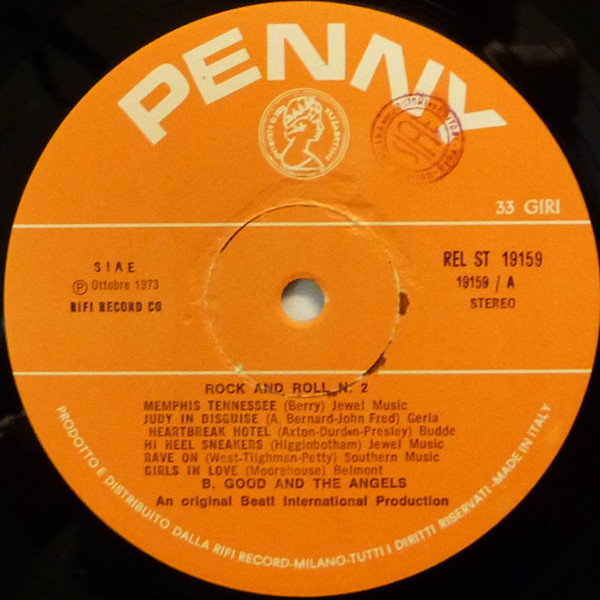 PENNY
SIAE
33 GIRI
SIAE
℗ Ottobre 1973
RIFI RECORD CO
REL ST 19159
19159 / A
STEREO
ROCK AND ROLL N. 2
MEMPHIS TENNESSEE (Berry) Jewel Music
JUDY IN DISGUISE (A. Bernard-John Fred) Gerla
HEARTBREAK HOTEL (Axton-Durden-Presley) Budde
HI HEEL SNEAKERS (Higginbotham) Jewel Music
RAVE ON (West-Tilghman-Petty) Southern Music
GIRLS IN LOVE (Moorehouse) Belmont
B. GOOD AND THE ANGELS
An original Beatl International Production
PRODOTTO E DISTRIBUITO DALLA RIFI RECORD-MILANO-TUTTI I DIRITTI RISERVATI-MADE IN ITALY